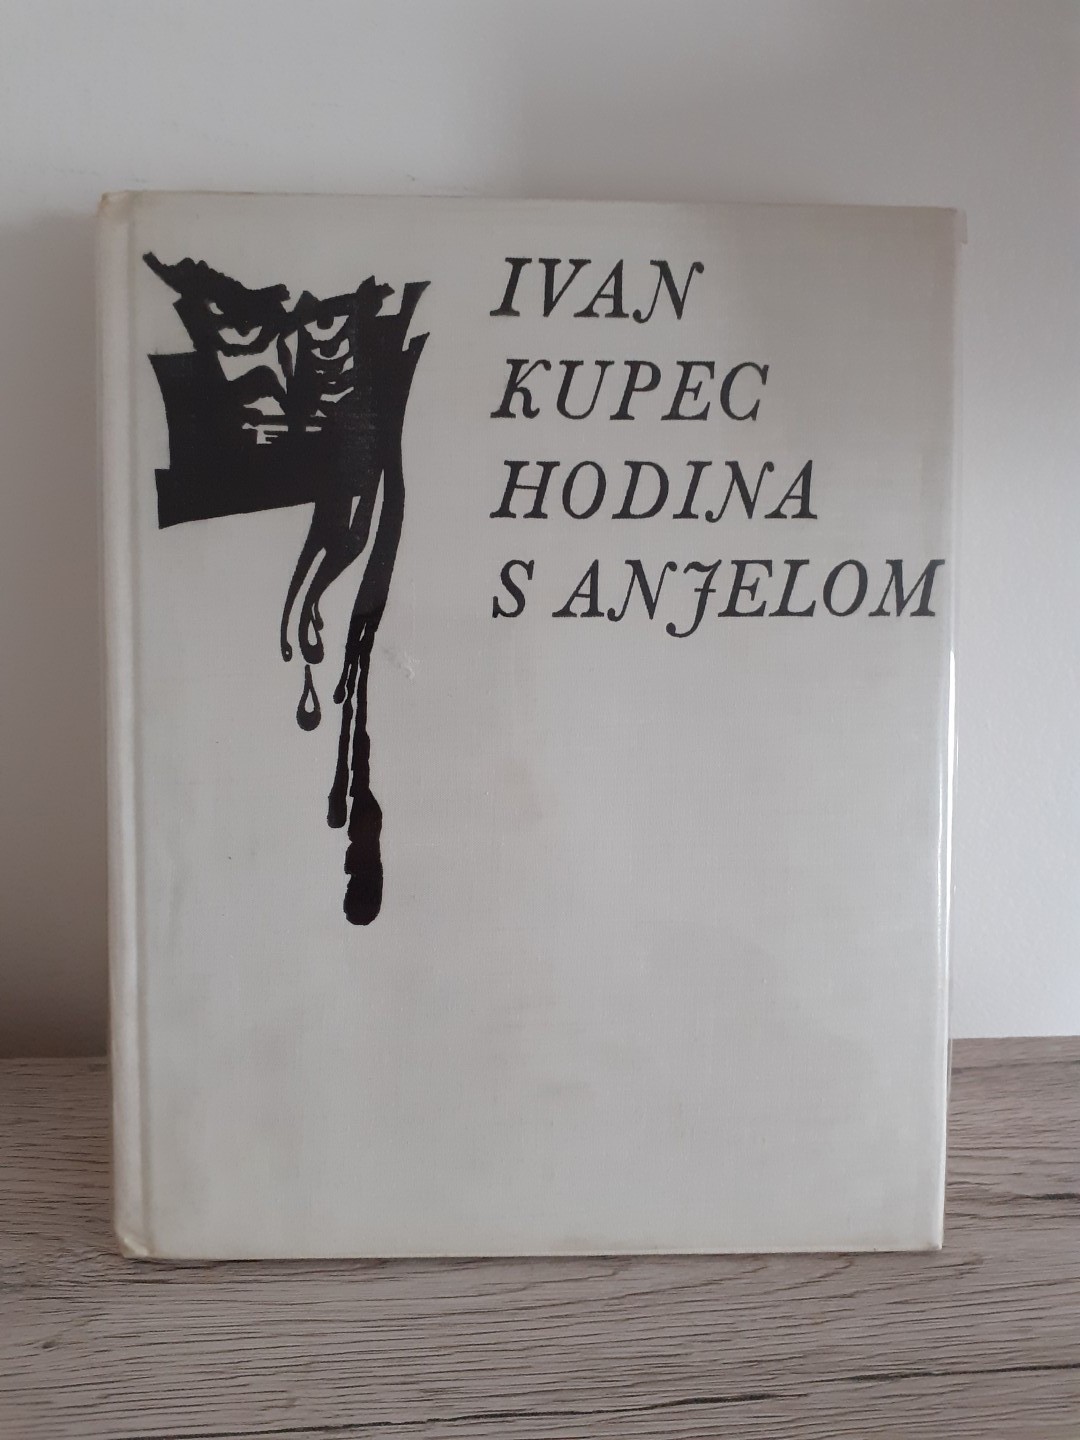 IVAN
KUPEC
HODINA
S ANJELOM